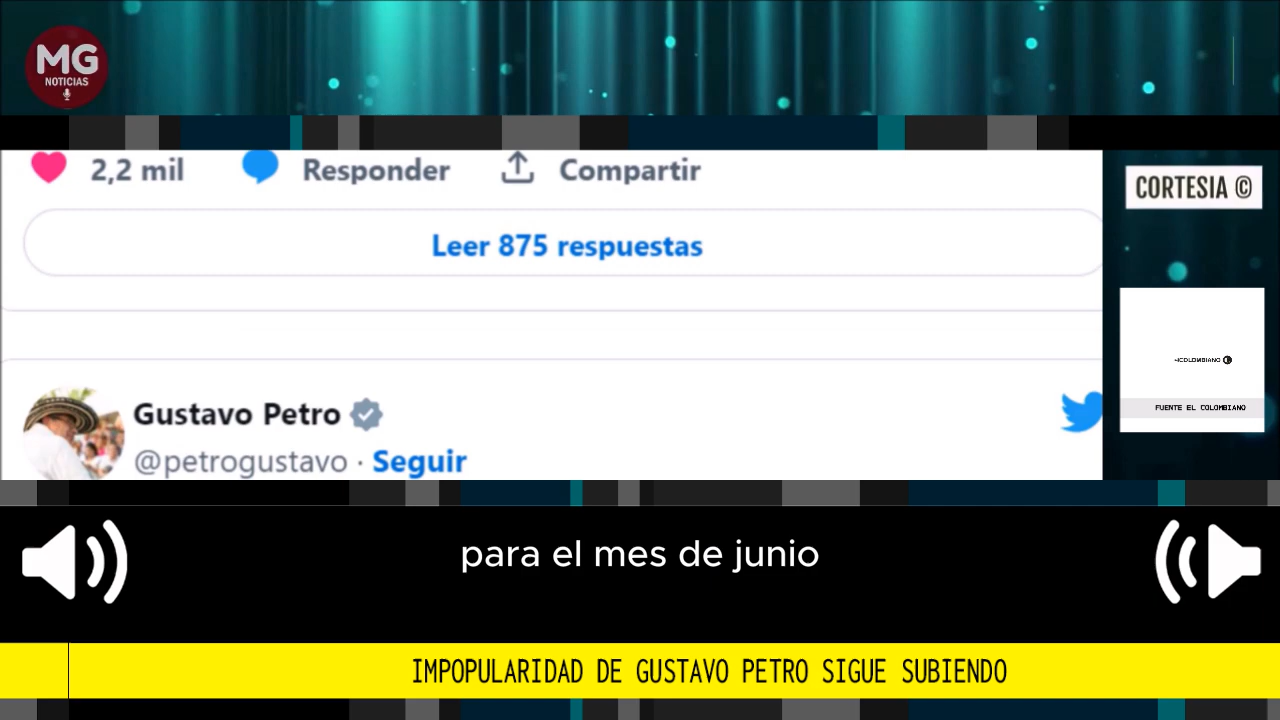 MG
NOTICIAS
2,2 mil Responder Compartir
CORTESIA ©
Leer 875 respuestas
COLOMBIANO
FUENTE EL COLOMBIANO
Gustavo Petro
@petrogustavo · Seguir
para el mes de junio
IMPOPULARIDAD DE GUSTAVO PETRO SIGUE SUBIENDO